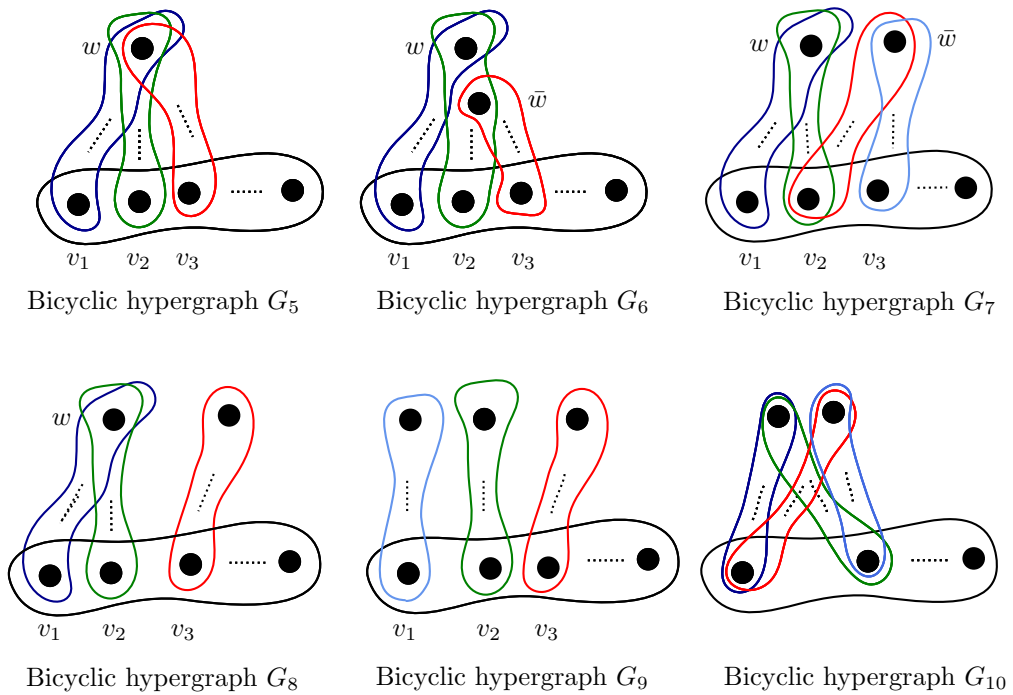 w
v₁ v₂ v₃
Bicyclic hypergraph G₅
w
w̄
v₁ v₂ v₃
Bicyclic hypergraph G₆
w
w̄
v₁ v₂ v₃
Bicyclic hypergraph G₇
w
v₁ v₂ v₃
Bicyclic hypergraph G₈
v₁ v₂ v₃
Bicyclic hypergraph G₉
Bicyclic hypergraph G₁₀